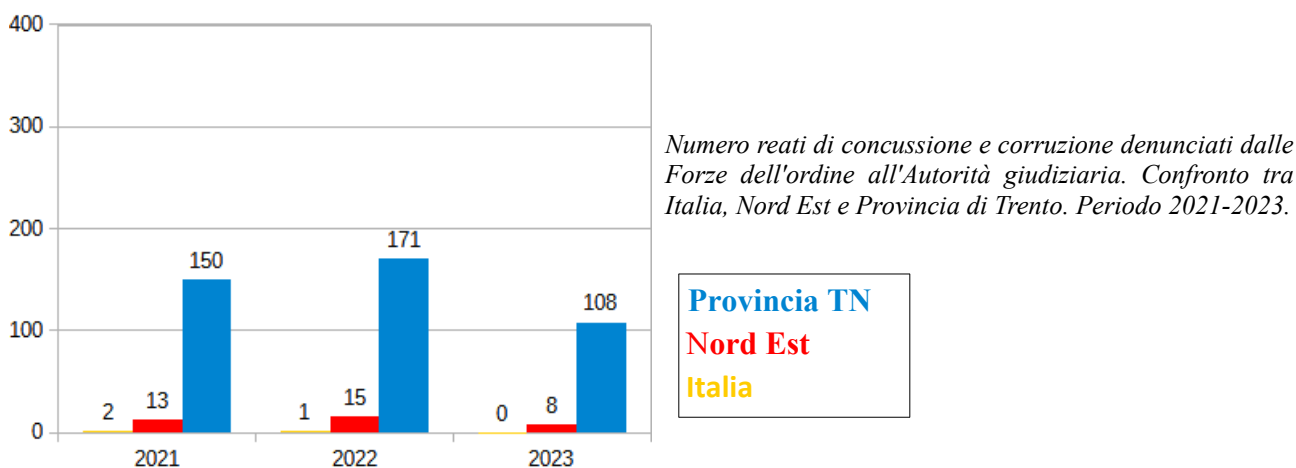 400
300
200
100
0
2 13 150
1 15 171
0 8 108
2021 2022 2023
Numero reati di concussione e corruzione denunciati dalle
Forze dell'ordine all'Autorità giudiziaria. Confronto tra
Italia, Nord Est e Provincia di Trento. Periodo 2021-2023.
Provincia TN
Nord Est
Italia